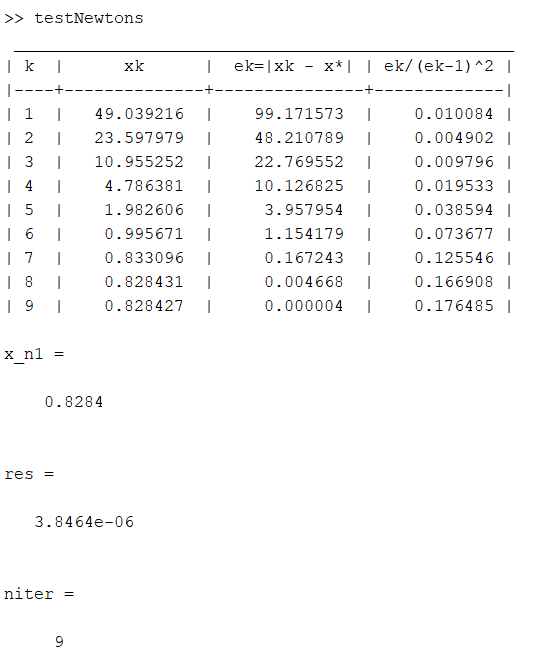 >> testNewtons
| k | xk | ek=|xk - x*| | ek/(ek-1)^2 |
|----+--------------+---------------+-------------|
| 1 | 49.039216 | 99.171573 | 0.010084 |
| 2 | 23.597979 | 48.210789 | 0.004902 |
| 3 | 10.955252 | 22.769552 | 0.009796 |
| 4 | 4.786381 | 10.126825 | 0.019533 |
| 5 | 1.982606 | 3.957954 | 0.038594 |
| 6 | 0.995671 | 1.154179 | 0.073677 |
| 7 | 0.833096 | 0.167243 | 0.125546 |
| 8 | 0.828431 | 0.004668 | 0.166908 |
| 9 | 0.828427 | 0.000004 | 0.176485 |
x_n1 =
0.8284
res =
3.8464e-06
niter =
9